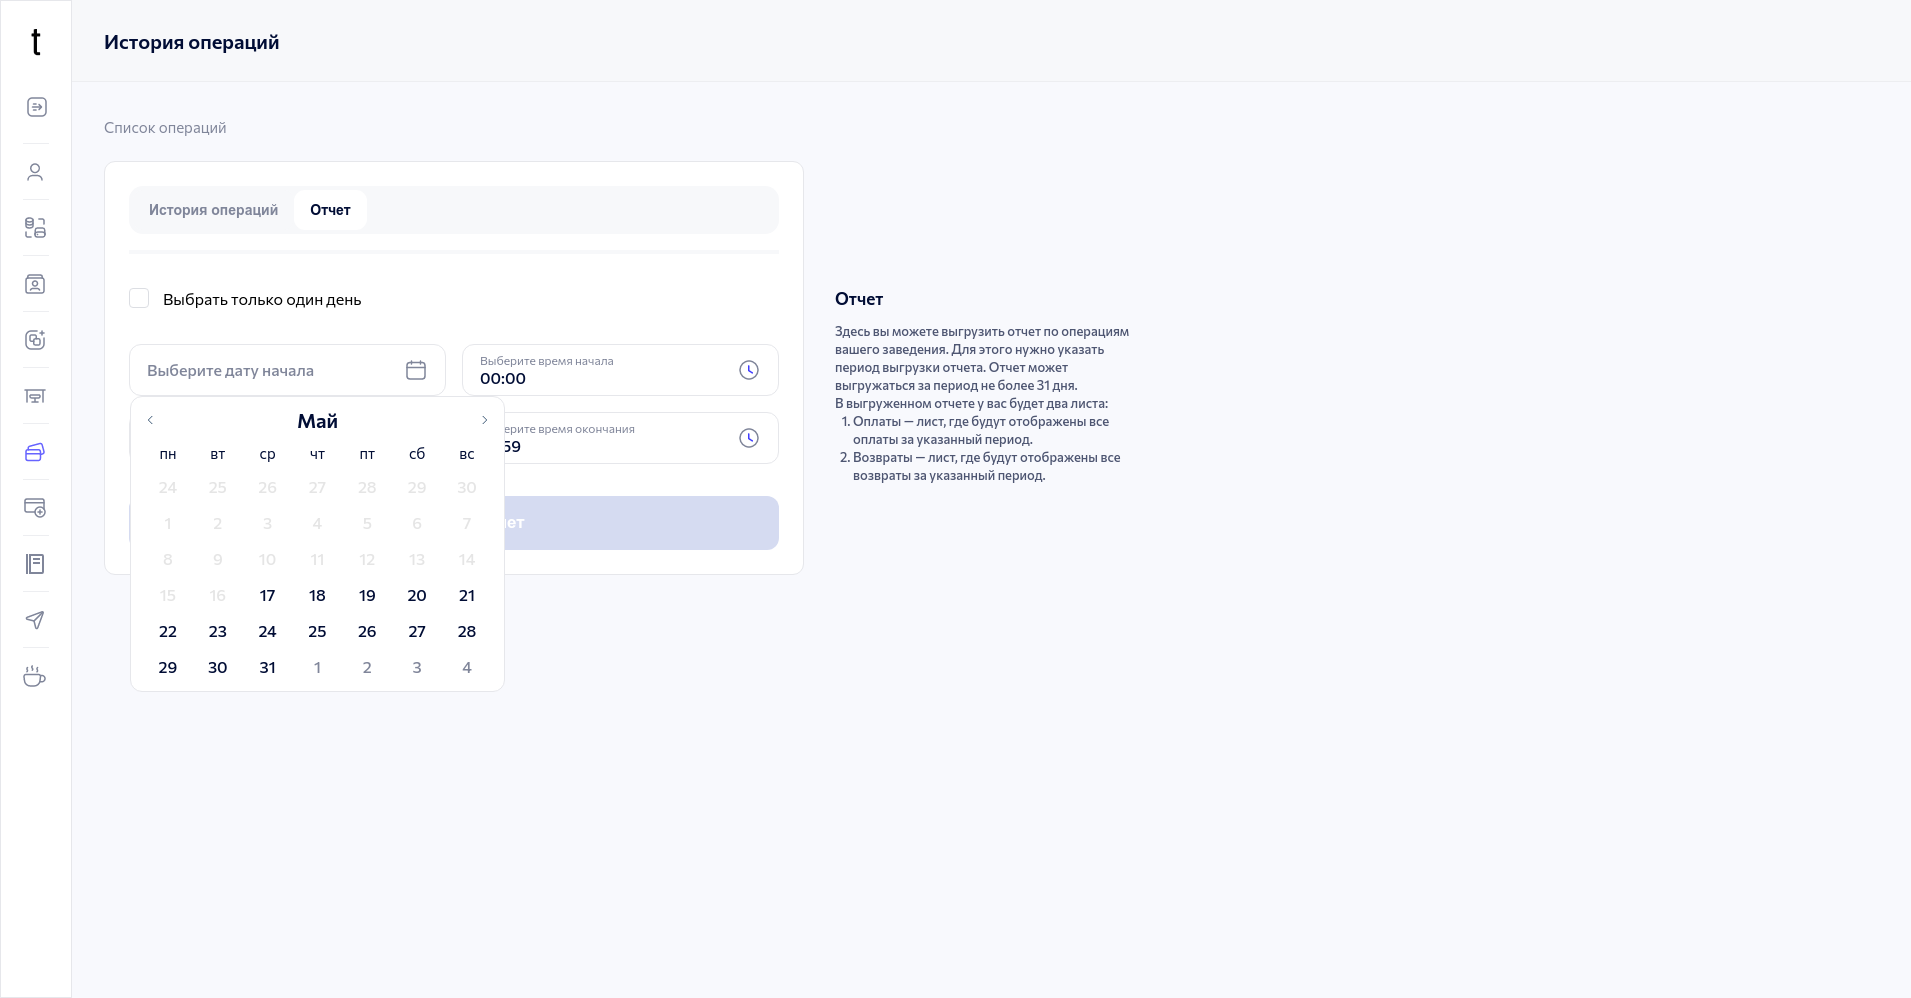 t
История операций
Список операций
История операций
Отчет
Выбрать только один день
Выберите дату начала
Выберите время начала
00:00
Май
пн вт ср чт пт сб вс
24 25 26 27 28 29 30
1 2 3 4 5 6 7
8 9 10 11 12 13 14
15 16 17 18 19 20 21
22 23 24 25 26 27 28
29 30 31 1 2 3 4
время окончания
59
Отчет
Здесь вы можете выгрузить отчет по операциям
вашего заведения. Для этого нужно указать
период выгрузки отчета. Отчет может
выгружаться за период не более 31 дня.
В выгруженном отчете у вас будет два листа:
1. Оплаты — лист, где будут отображены все
оплаты за указанный период.
2. Возвраты — лист, где будут отображены все
возвраты за указанный период.